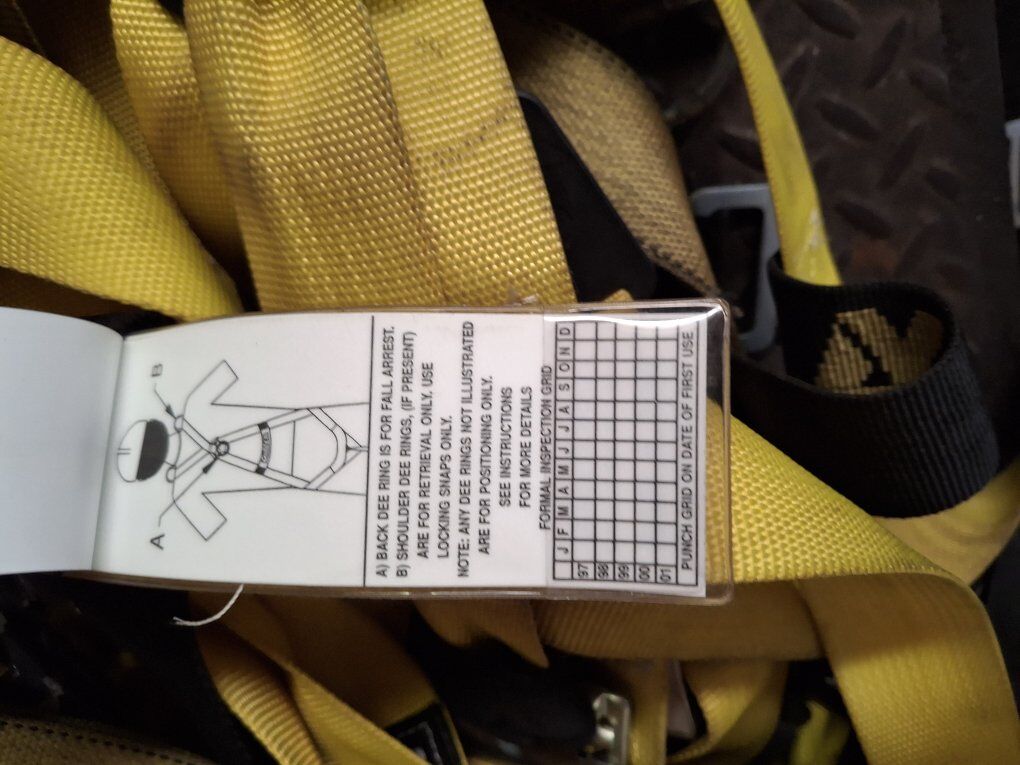 A
B
A) BACK DEE RING IS FOR FALL ARREST.
B) SHOULDER DEE RINGS, (IF PRESENT)
ARE FOR RETRIEVAL ONLY. USE
LOCKING SNAPS ONLY.
NOTE: ANY DEE RINGS NOT ILLUSTRATED
ARE FOR POSITIONING ONLY.
SEE INSTRUCTIONS
FOR MORE DETAILS
FORMAL INSPECTION GRID
J F M A M J J A S O N D
97
98
99
00
01
PUNCH GRID ON DATE OF FIRST USE